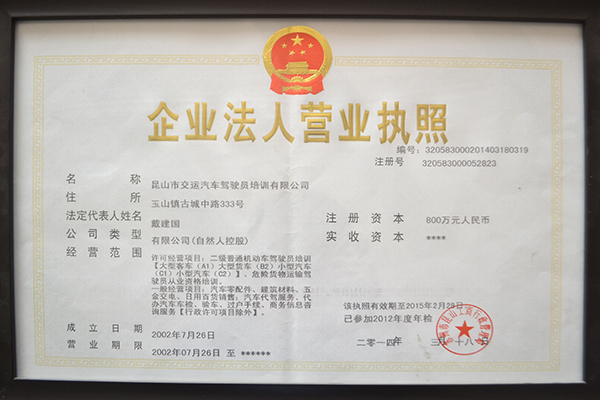 企业法人营业执照
编号: 320583000201403180319
注册号 320583000052823
名称 昆山市交运汽车驾驶员培训有限公司
住所 玉山镇古城中路333号
法定代表人姓名 戴建国
注册资本 800万元人民币
公司类型 有限公司(自然人控股)
实收资本 ****
经营范围 许可经营项目：二级普通机动车驾驶员培训
【大型客车（A1）大型货车（B2）小型汽车
（C1）小型汽车（C2）】、危险货物运输驾驶
员从业资格培训。
一般经营项目：汽车零配件、建筑材料、五
金交电、日用百货销售；汽车代驾服务、代
办汽车车检、验车、过户手续、商务信息咨
询服务【行政许可项目除外】。
该执照有效期至2015年2月28日
已参加2012年度年检
成立日期 2002年7月26日
营业期限 2002年07月26日 至 ******
二〇一四年 三月十八日